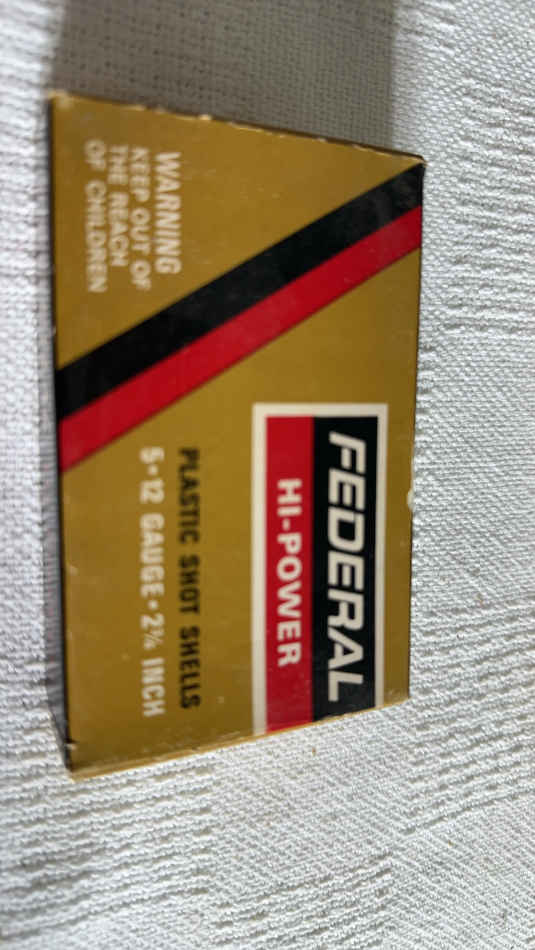 FEDERAL
HI-POWER
PLASTIC SHOT SHELLS
5•12 GAUGE•2¾ INCH
WARNING
KEEP OUT OF
THE REACH
OF CHILDREN